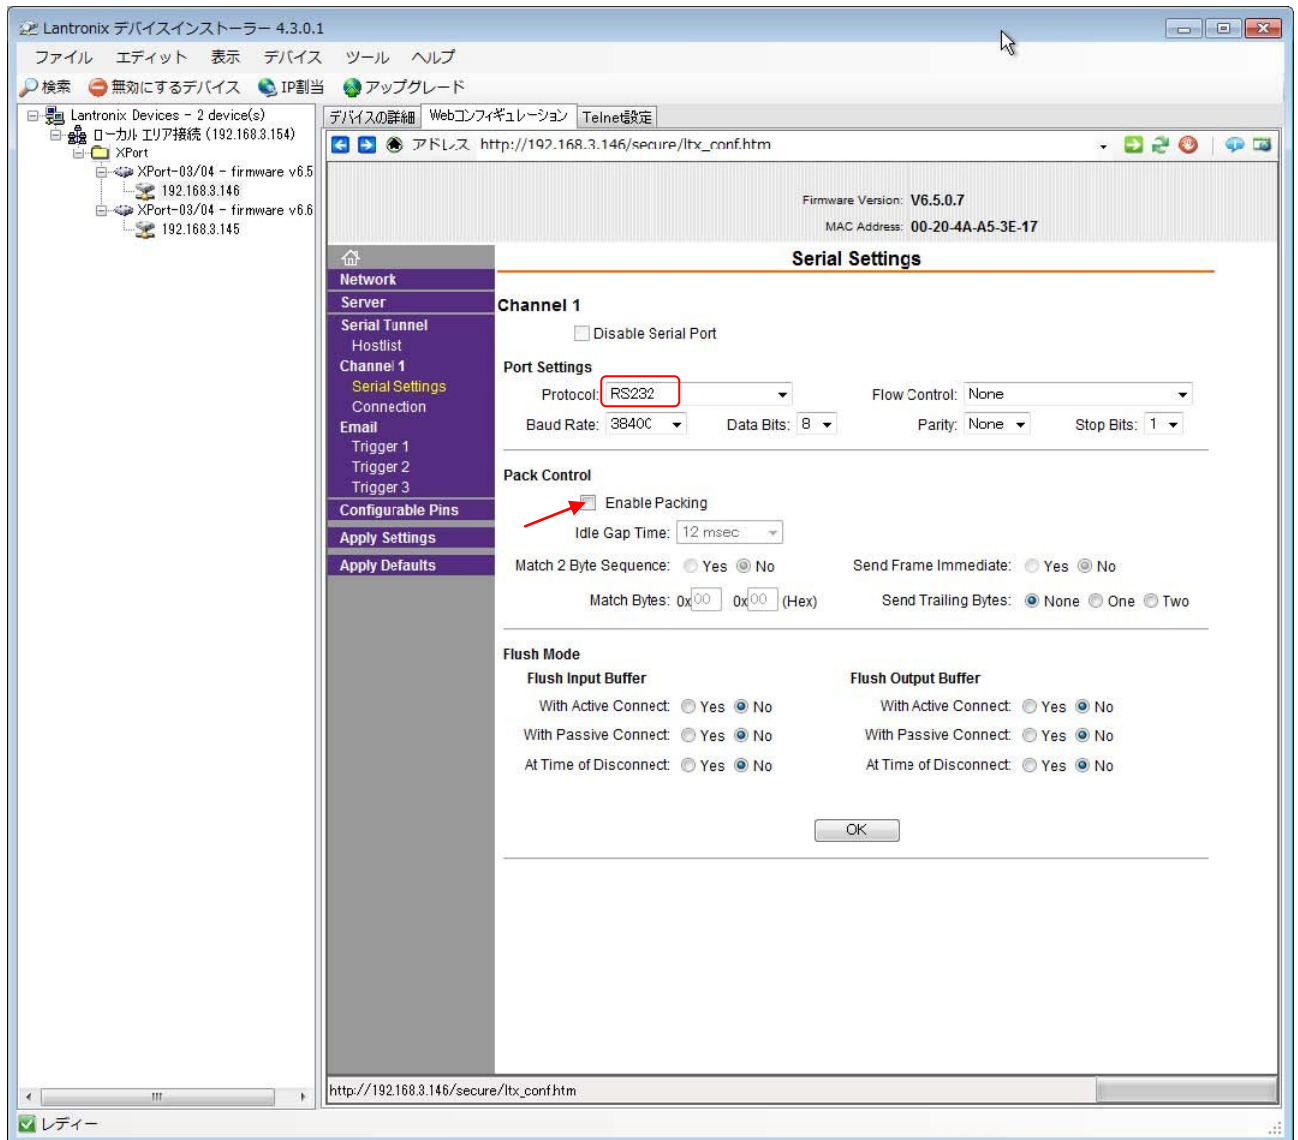 Lantronix デバイスインストーラー 4.3.0.1
ファイル エディット 表示 デバイス ツール ヘルプ
検索 無効にするデバイス IP割当 アップグレード
Lantronix Devices - 2 device(s)
ローカル エリア接続 (192.168.3.154)
XPort
XPort-03/04 - firmware v6.5
192.168.3.146
XPort-03/04 - firmware v6.6
192.168.3.145
デバイスの詳細 Webコンフィギュレーション Telnet設定
アドレス http://192.168.3.146/secure/ltx_conf.htm
Firmware Version: V6.5.0.7
MAC Address: 00-20-4A-A5-3E-17
Network
Server
Serial Tunnel
Hostlist
Channel 1
Serial Settings
Connection
Email
Trigger 1
Trigger 2
Trigger 3
Configurable Pins
Apply Settings
Apply Defaults
Serial Settings
Channel 1
Disable Serial Port
Port Settings
Protocol: RS232 Flow Control: None
Baud Rate: 38400 Data Bits: 8 Parity: None Stop Bits: 1
Pack Control
Enable Packing
Idle Gap Time: 12 msec
Match 2 Byte Sequence: Yes No Send Frame Immediate: Yes No
Match Bytes: 0x 00 0x 00 (Hex) Send Trailing Bytes: None One Two
Flush Mode
Flush Input Buffer Flush Output Buffer
With Active Connect: Yes No With Active Connect: Yes No
With Passive Connect: Yes No With Passive Connect: Yes No
At Time of Disconnect: Yes No At Time of Disconnect: Yes No
OK
http://192.168.3.146/secure/ltx_conf.htm
レディー